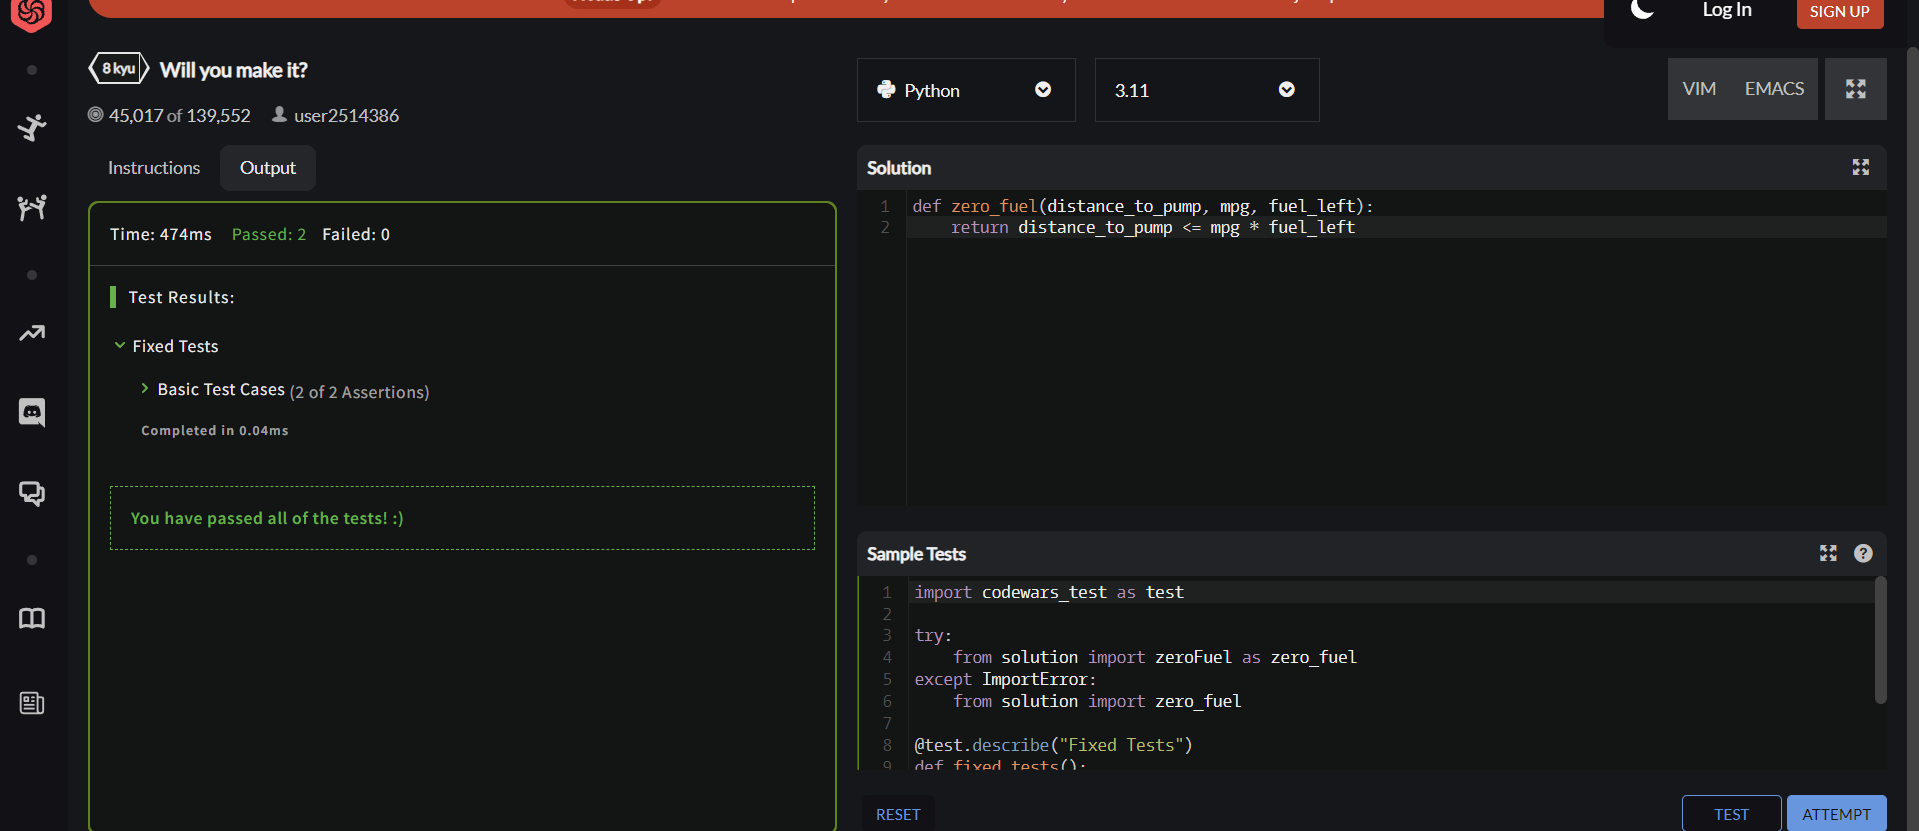 Log In
SIGN UP
8 kyu
Will you make it?
45,017 of 139,552 user2514386
Python
3.11
VIM EMACS
Instructions
Output
Time: 474ms Passed: 2 Failed: 0
Test Results:
Fixed Tests
Basic Test Cases (2 of 2 Assertions)
Completed in 0.04ms
You have passed all of the tests! :)
Solution
1 def zero_fuel(distance_to_pump, mpg, fuel_left):
2 return distance_to_pump <= mpg * fuel_left
Sample Tests
?
1 import codewars_test as test
2
3 try:
4 from solution import zeroFuel as zero_fuel
5 except ImportError:
6 from solution import zero_fuel
7
8 @test.describe("Fixed Tests")
9 def fixed_tests():
RESET
TEST
ATTEMPT